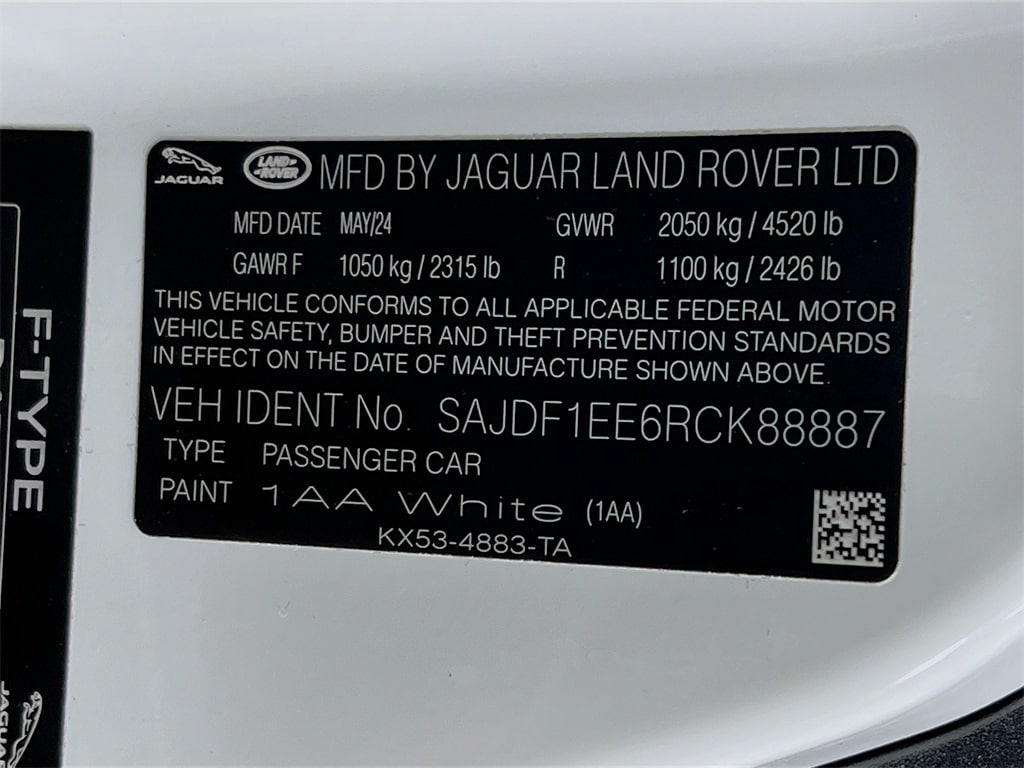 JAGUAR LAND ROVER MFD BY JAGUAR LAND ROVER LTD
MFD DATE MAY/24 GVWR 2050 kg / 4520 lb
GAWR F 1050 kg / 2315 lb R 1100 kg / 2426 lb
THIS VEHICLE CONFORMS TO ALL APPLICABLE FEDERAL MOTOR
VEHICLE SAFETY, BUMPER AND THEFT PREVENTION STANDARDS
IN EFFECT ON THE DATE OF MANUFACTURE SHOWN ABOVE.
VEH IDENT No. SAJDF1EE6RCK88887
TYPE PASSENGER CAR
PAINT 1AA White (1AA)
KX53-4883-TA
F-TYPE
JAGUAR